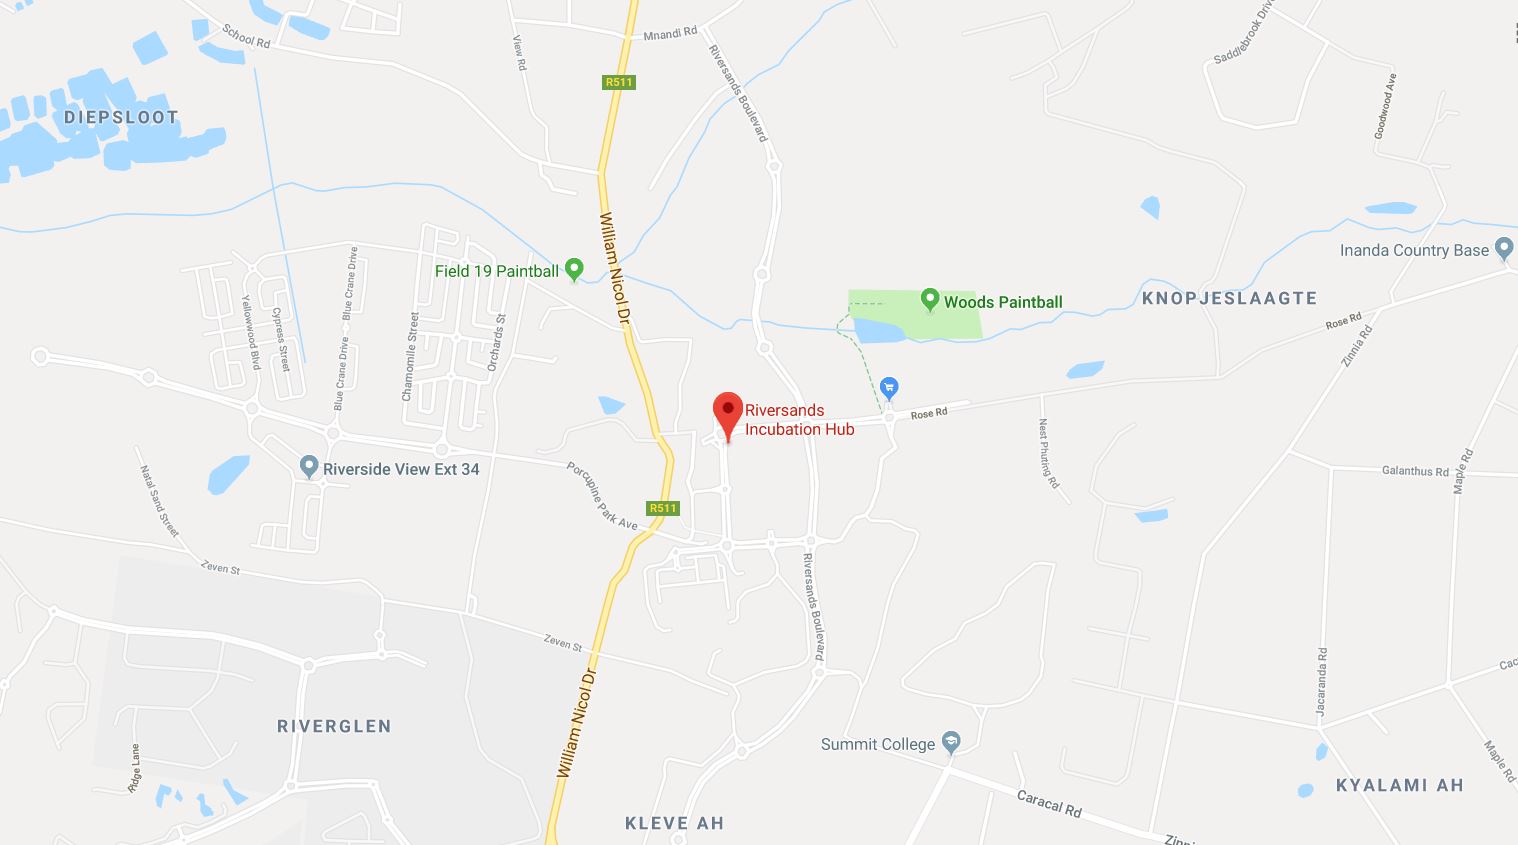 School Rd
View Rd
Mnandi Rd
Saddlebrook Drive
R511
Riversands Boulevard
Goodwood Ave
DIEPSLOOT
William Nicol Dr
Inanda Country Base
Field 19 Paintball
Woods Paintball
KNOPJESLAAGTE
Blue Crane Drive
Blue Crane Drive
Yellowwood Blvd
Cypress Street
Chamomile Street
Orchards St
Rose Rd
Zinnia Rd
Riversands
Incubation Hub
Rose Rd
Nest Phuting Rd
Riverside View Ext 34
Galanthus Rd
Maple Rd
Natal Sand Street
Porcupine Park Ave
R511
Zeven St
Riversands Boulevard
Zeven St
Jacaranda Rd
Cad
William Nicol Dr
RIVERGLEN
Summit College
Ridge Lane
Maple Rd
KYALAMI AH
Caracal Rd
KLEVE AH
Zinni